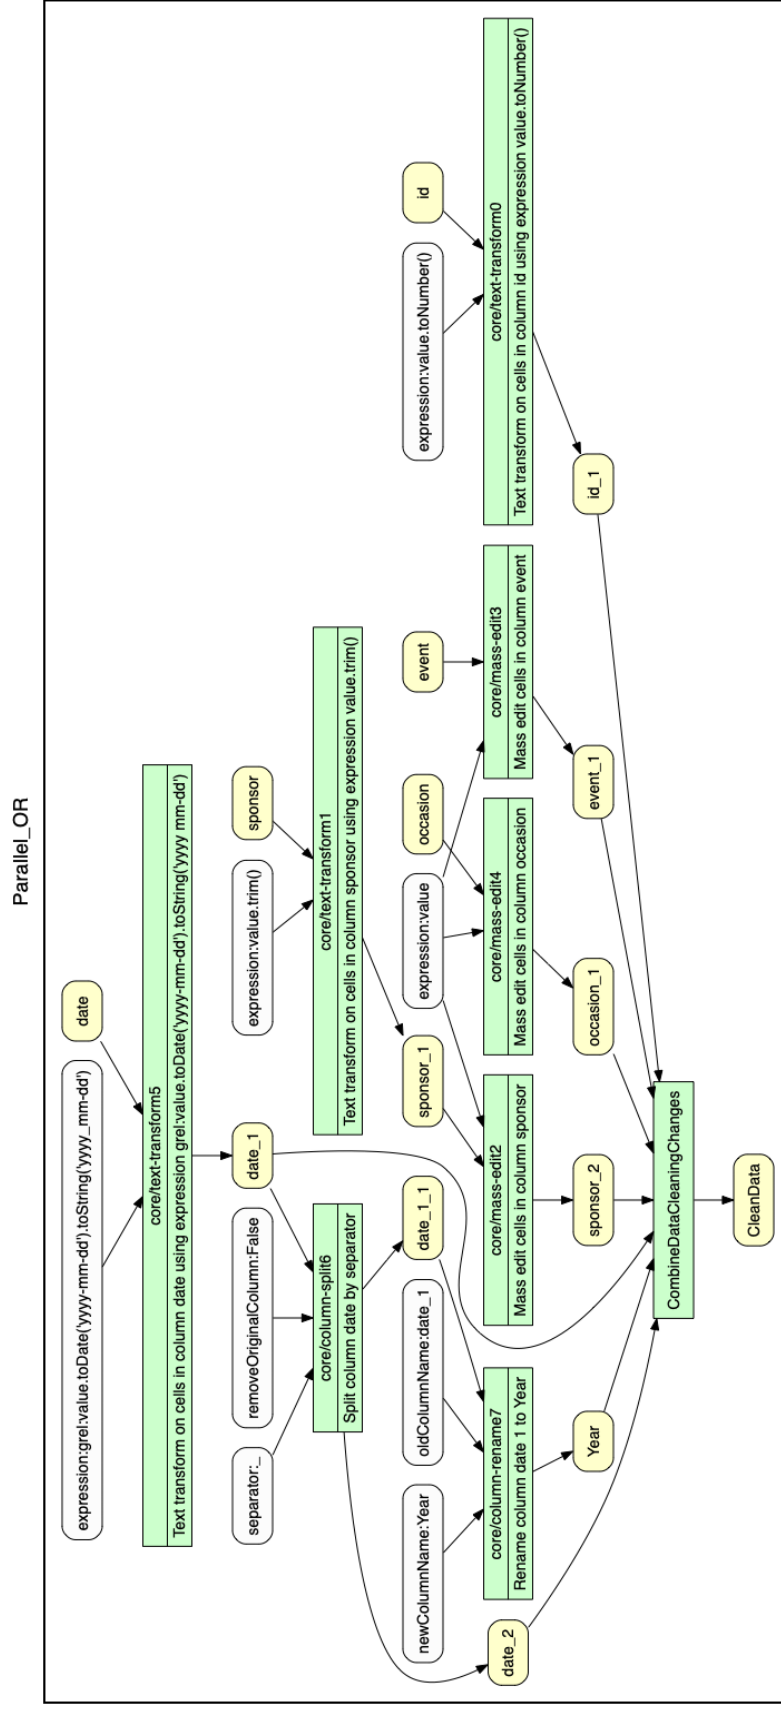 Parallel_OR
date
expression:grel:value.toDate('yyyy-mm-dd').toString('yyyy_mm-dd')
core/text-transform5
Text transform on cells in column date using expression grel:value.toDate('yyyy-mm-dd').toString('yyyy mm-dd')
sponsor
expression:value.trim()
date_1
removeOriginalColumn:False
separator:_
core/text-transform1
Text transform on cells in column sponsor using expression value.trim()
core/column-split6
Split column date by separator
id
expression:value.toNumber()
event
occasion
expression:value
sponsor_1
date_1_1
oldColumnName:date_1
newColumnName:Year
core/text-transform0
Text transform on cells in column id using expression value.toNumber()
core/mass-edit3
Mass edit cells in column event
core/mass-edit4
Mass edit cells in column occasion
core/mass-edit2
Mass edit cells in column sponsor
core/column-rename7
Rename column date 1 to Year
date_2
id_1
event_1
occasion_1
sponsor_2
Year
CombineDataCleaningChanges
CleanData